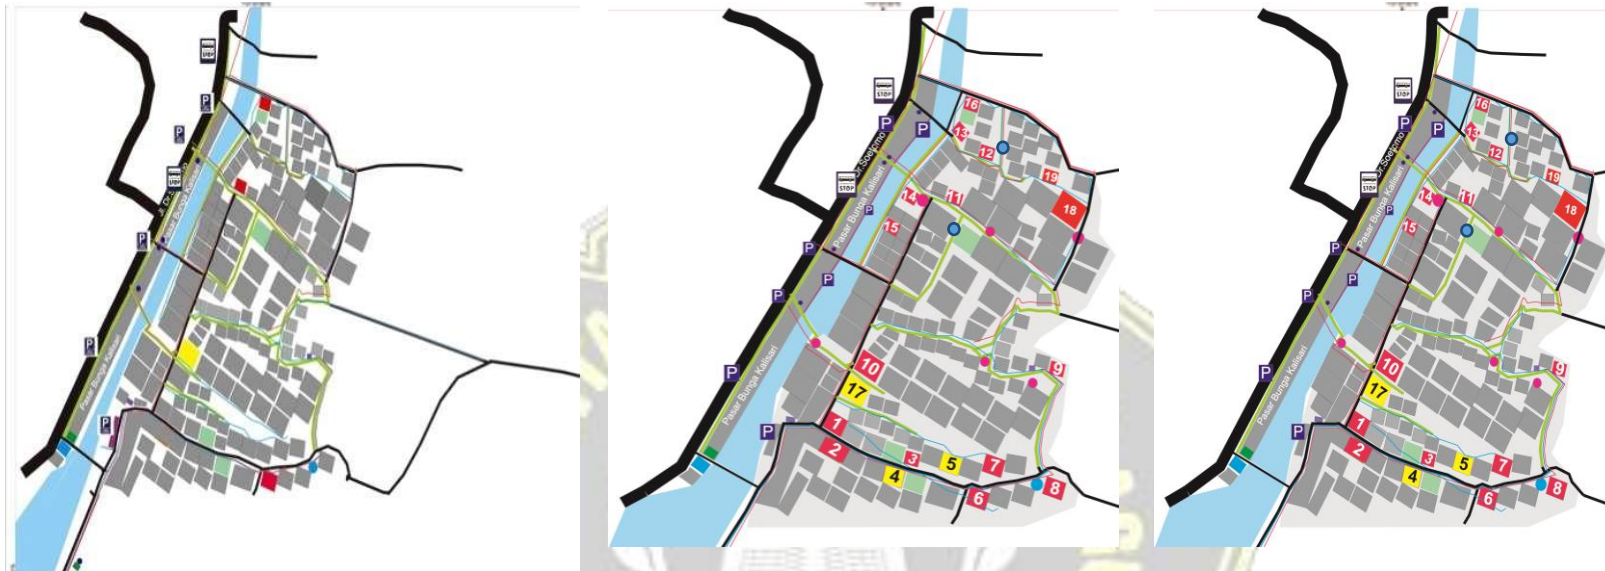 STOP
P
P
STOP
Pasar Bunga Kalisari
P
P
Pasar Bunga Kalisari
P
STOP
16
P
P
13
Dr.Soetomo
12
STOP
19
14
11
18
P
Pasar Bunga Kalisari
15
P
P
P
10
9
P
17
Pasar Bunga Kalisari
1
P
2
3
5
7
4
6
8
STOP
16
P
P
13
Dr.Soetomo
12
STOP
19
14
11
18
P
Pasar Bunga Kalisari
15
P
P
P
10
9
P
17
Pasar Bunga Kalisari
1
P
2
3
5
7
4
6
8